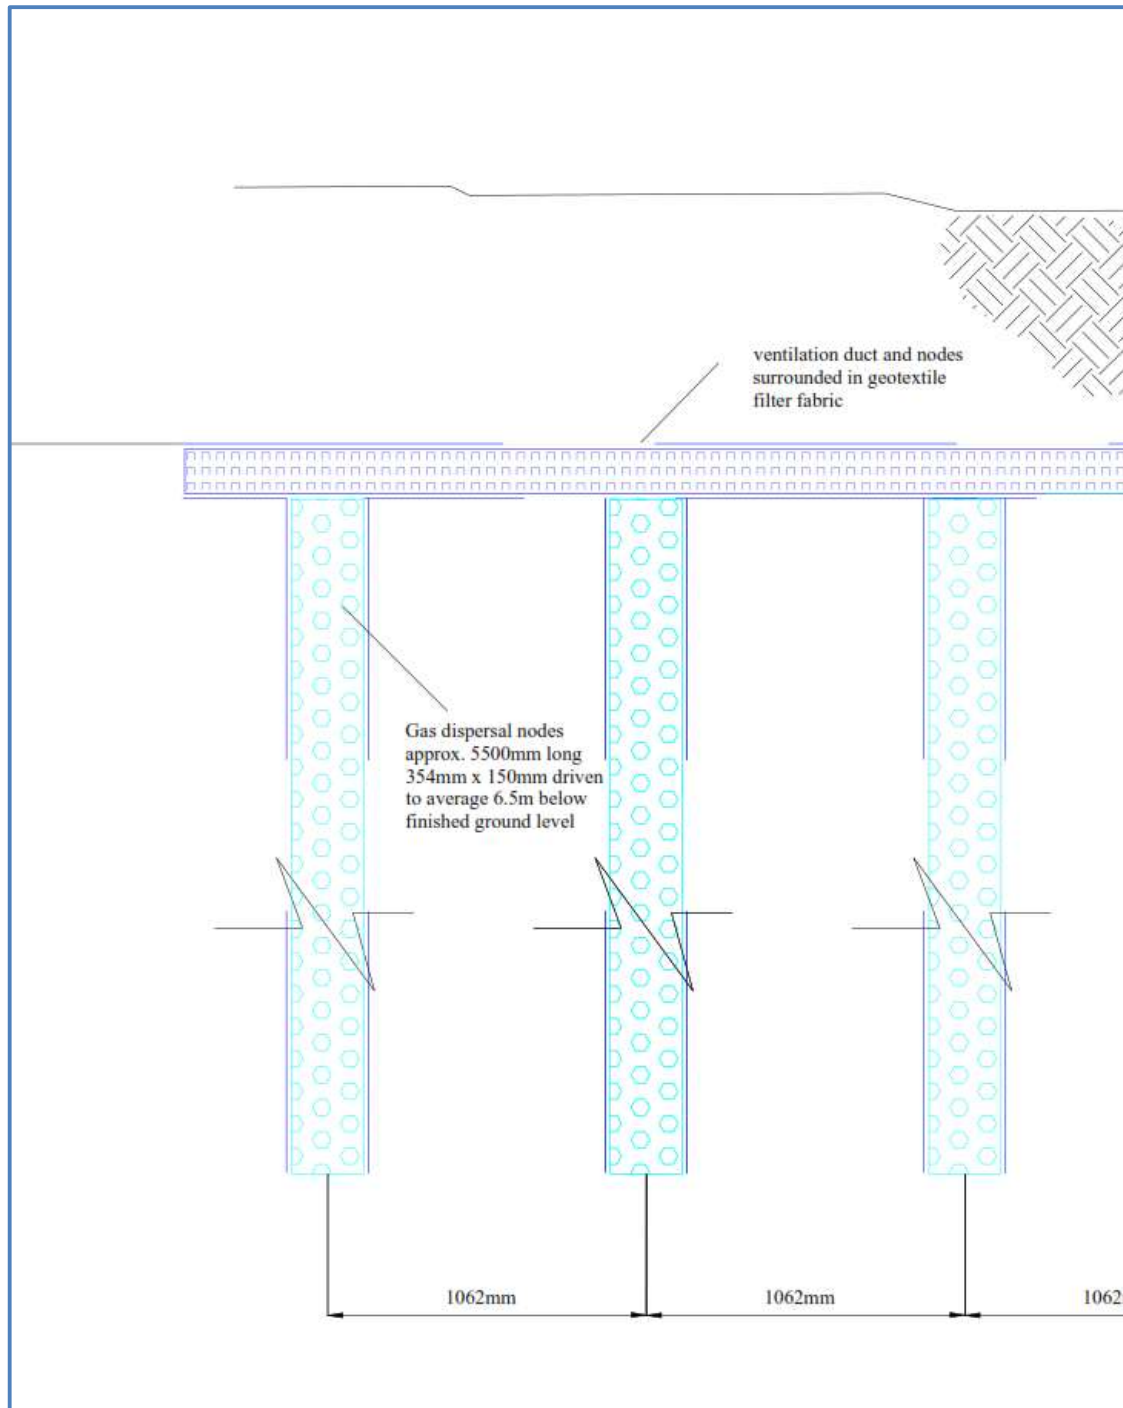 ventilation duct and nodes
surrounded in geotextile
filter fabric
Gas dispersal nodes
approx. 5500mm long
354mm x 150mm driven
to average 6.5m below
finished ground level
1062mm
1062mm
1062